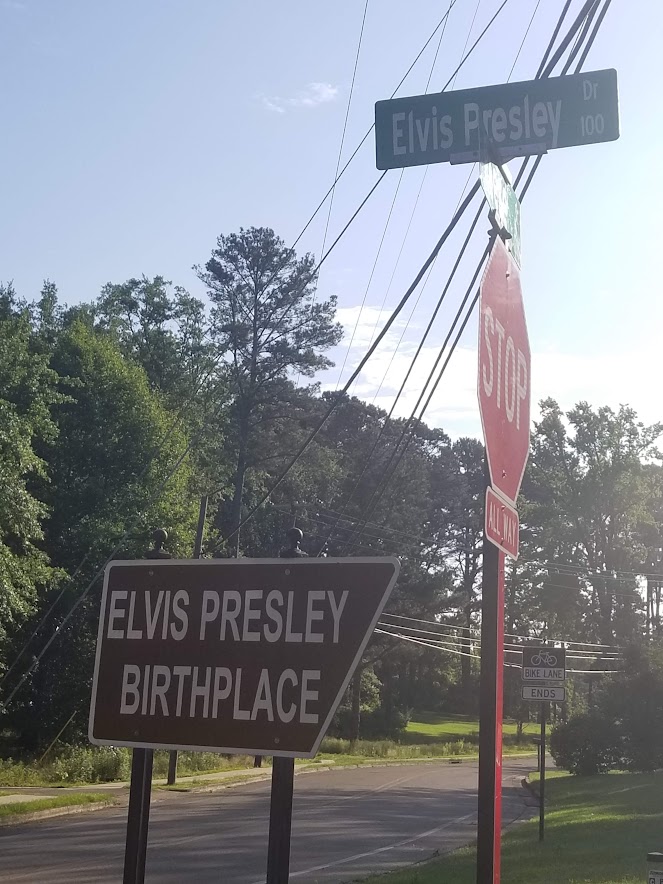 Elvis Presley Dr
100
STOP
ALL WAY
ELVIS PRESLEY
BIRTHPLACE
BIKE LANE
ENDS